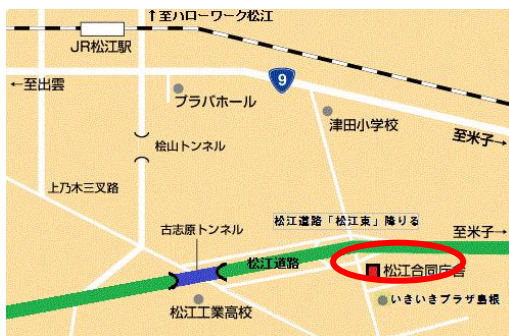 ↑至ハローワーク松江
JR松江駅
←至出雲
9
プラバホール
津田小学校
至米子→
桧山トンネル
上乃木三叉路
松江道路「松江東」降りる
古志原トンネル
至米子→
松江道路
松江合同庁舎
いきいきプラザ島根
松江工業高校